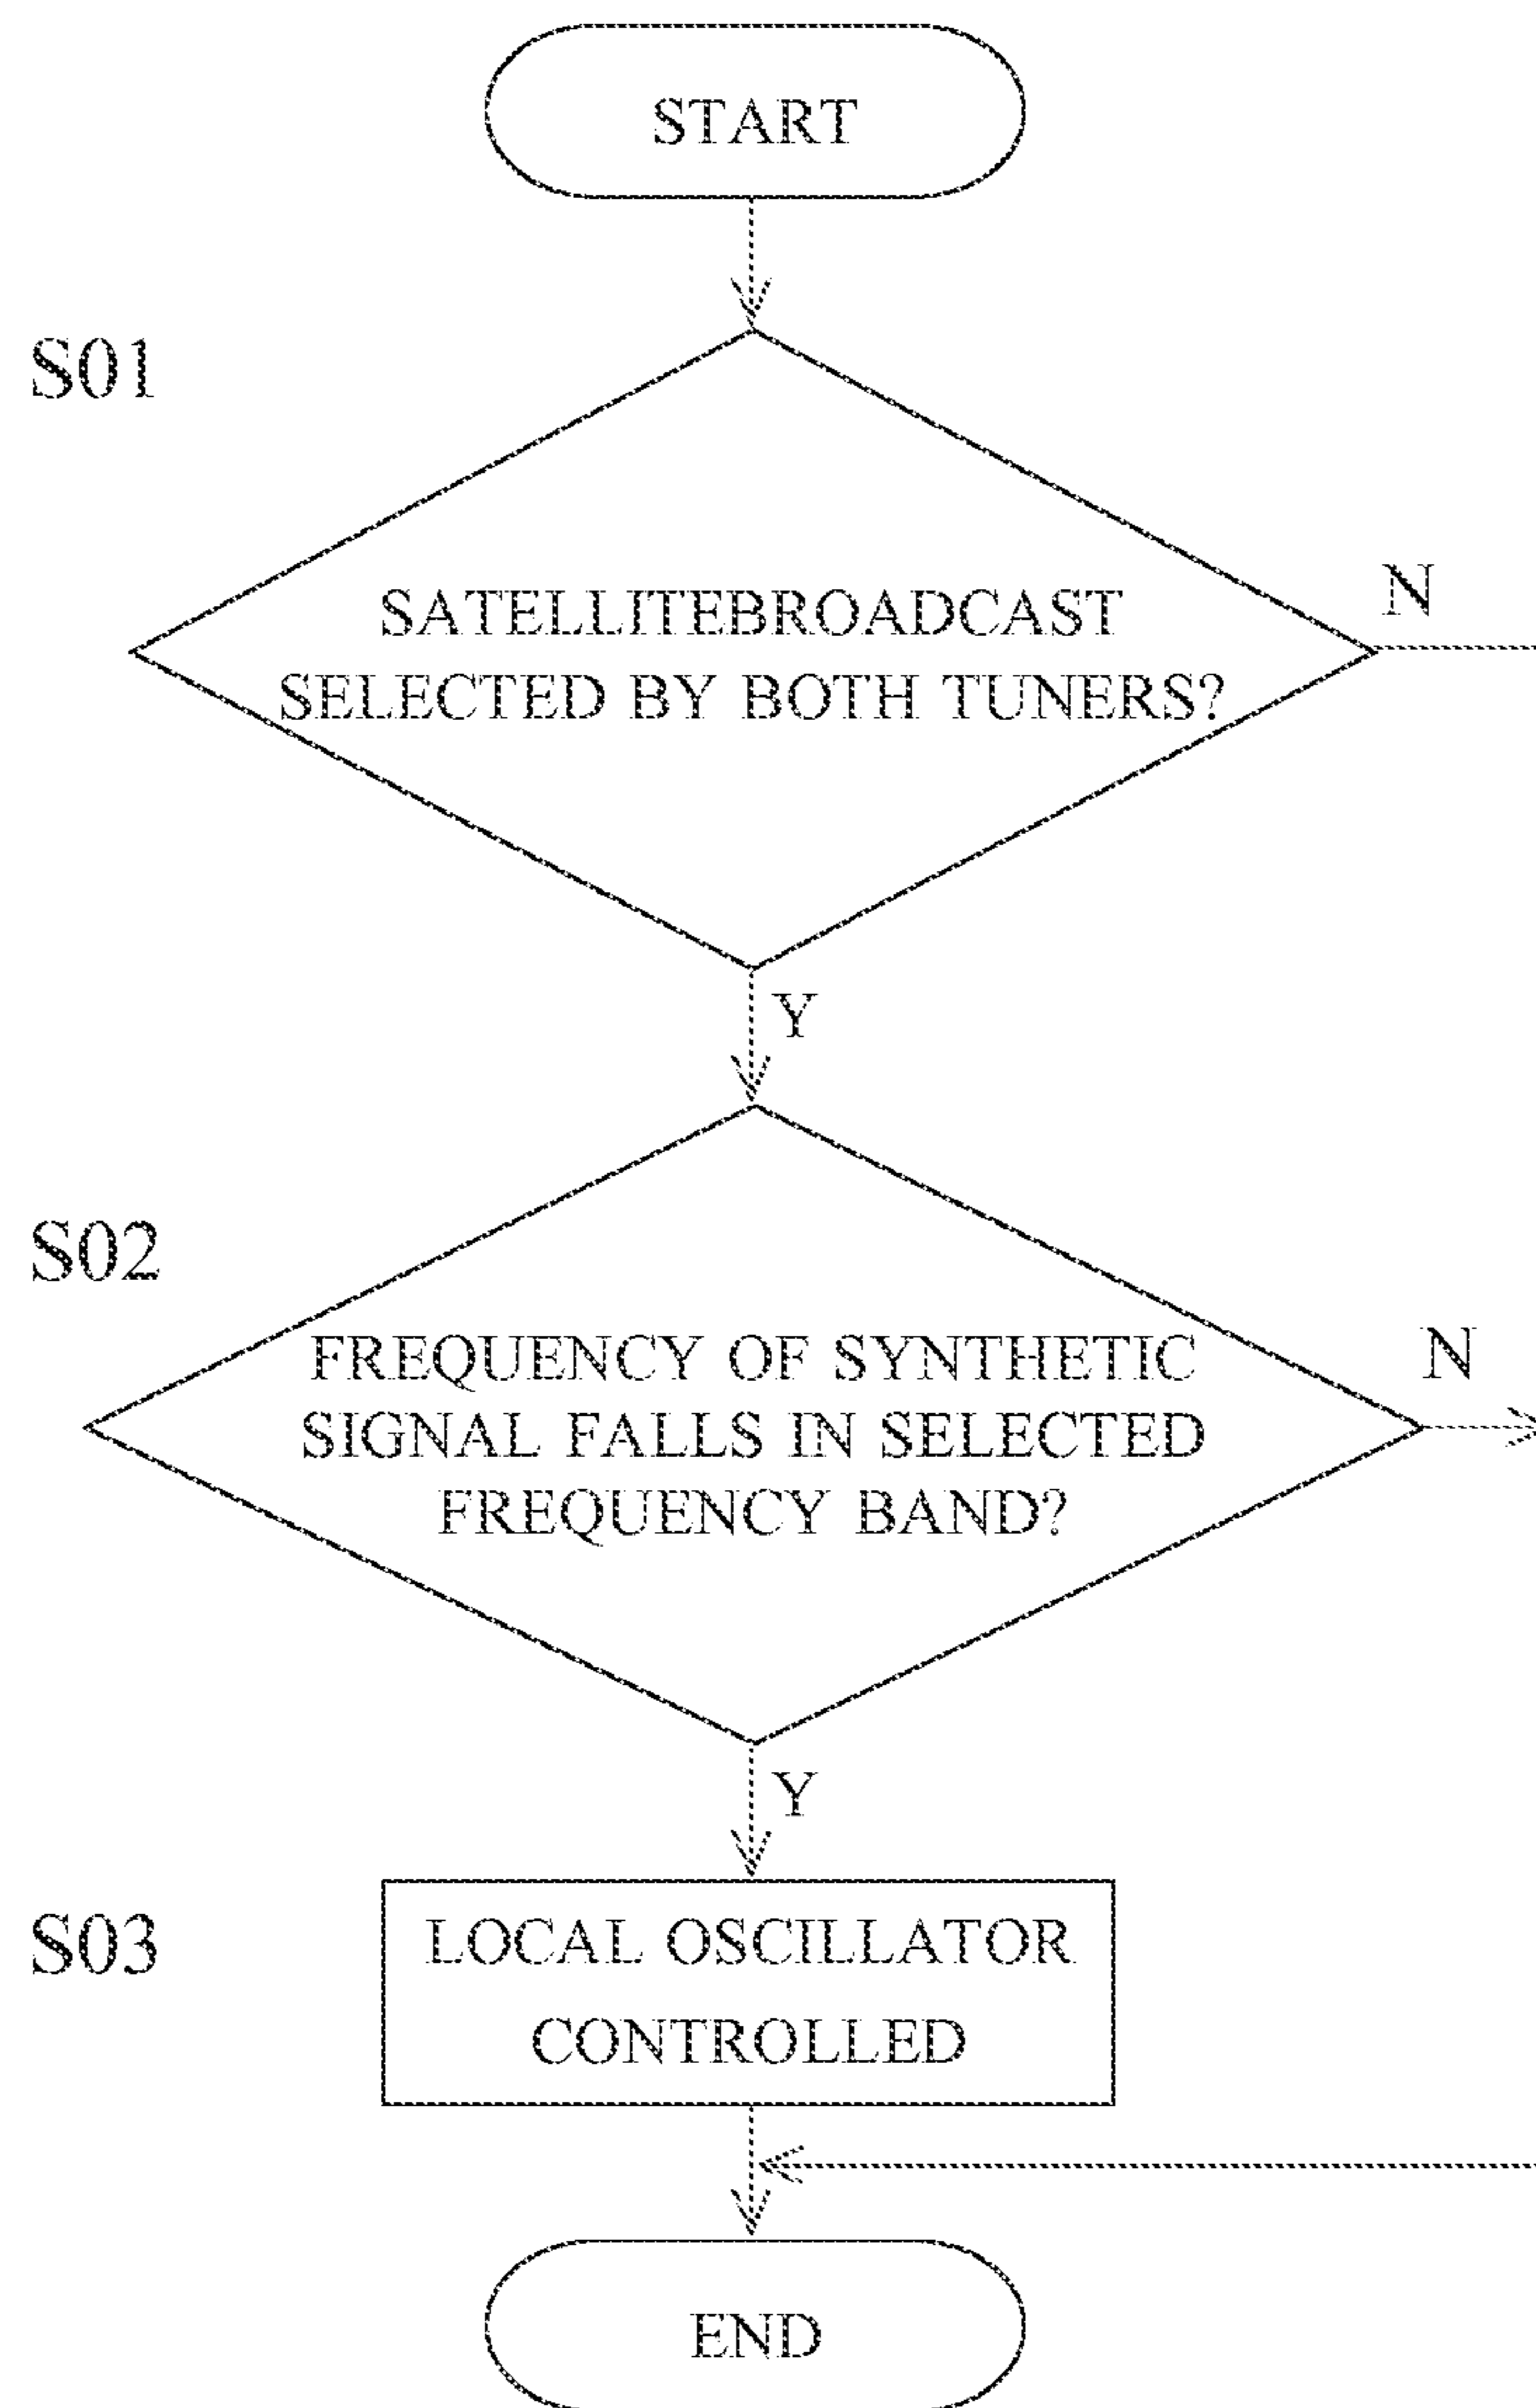 START
S01
SATELLITEBROADCAST
SELECTED BY BOTH TUNERS?
N
Y
S02
FREQUENCY OF SYNTHETIC
SIGNAL FALLS IN SELECTED
FREQUENCY BAND?
N
Y
S03
LOCAL OSCILLATOR
CONTROLLED
END